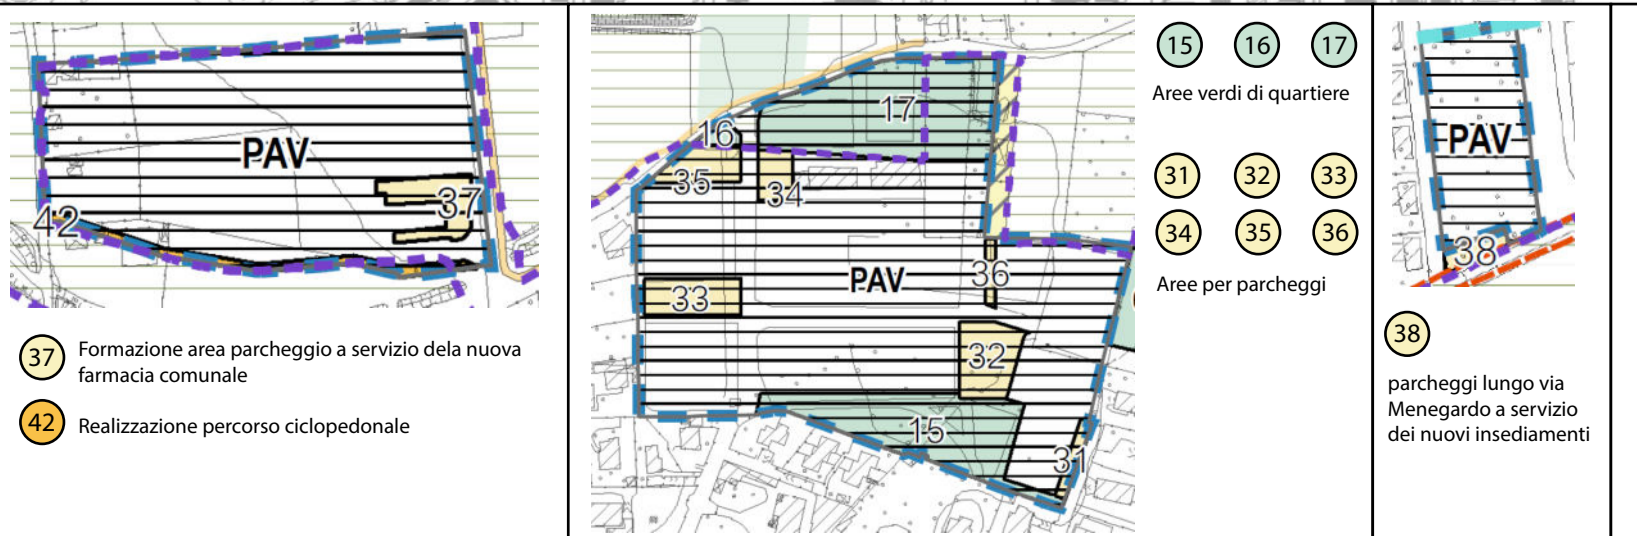 PAV
37
42
37
Formazione area parcheggio a servizio dela nuova
farmacia comunale
42
Realizzazione percorso ciclopedonale
17
16
35
34
PAV
36
33
32
15
31
15 16 17
Aree verdi di quartiere
31 32 33
34 35 36
Aree per parcheggi
PAV
38
38
parcheggi lungo via
Menegardo a servizio
dei nuovi insediamenti